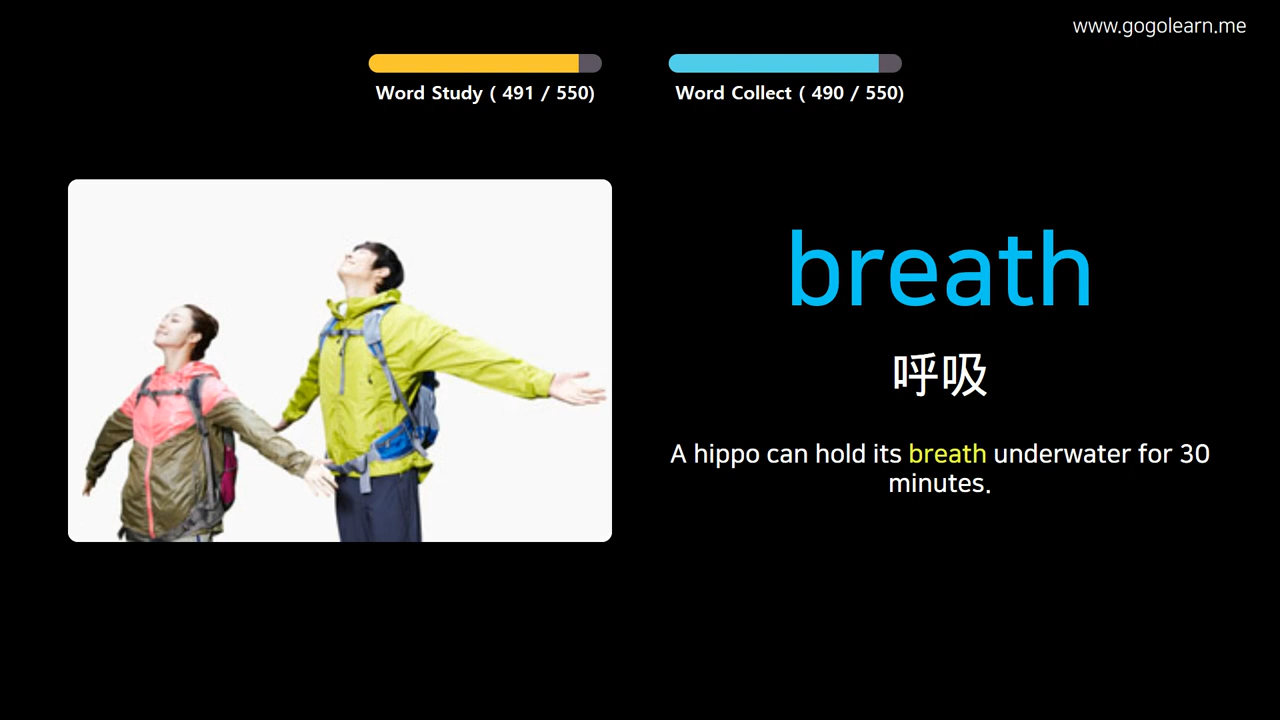 www.gogolearn.me
Word Study ( 491 / 550)
Word Collect ( 490 / 550)
breath
呼吸
A hippo can hold its breath underwater for 30
minutes.